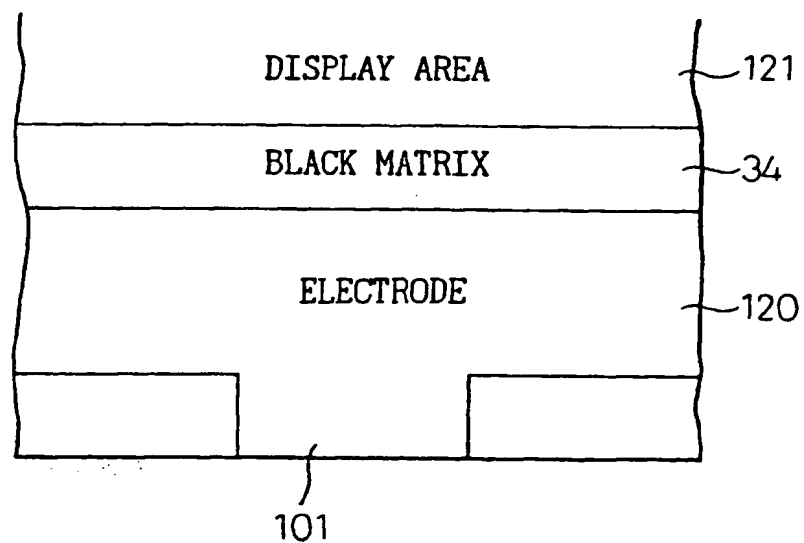 DISPLAY AREA
121
BLACK MATRIX
34
ELECTRODE
120
101